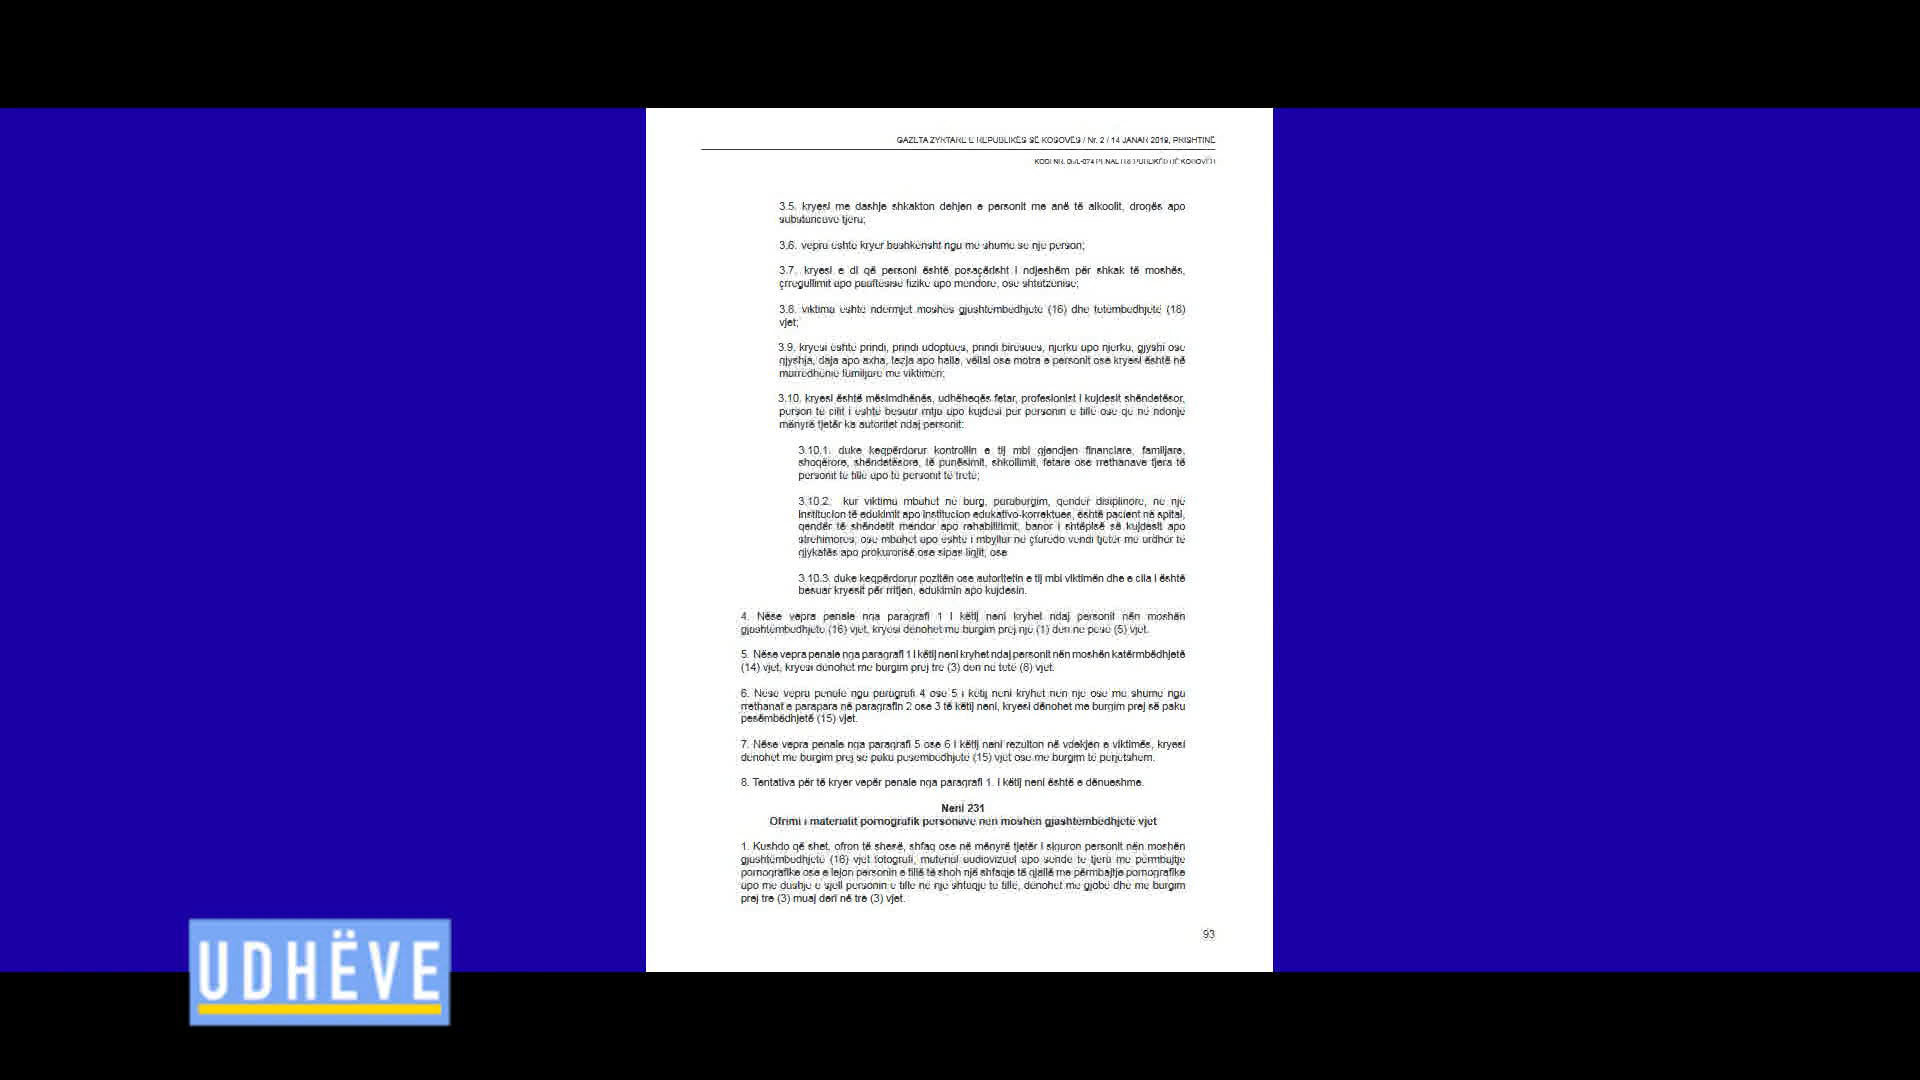 GAZETA ZYRTARE E REPUBLIKËS SË KOSOVËS / Nr. 2 / 14 JANAR 2019, PRISHTINË
KODI NR. 06/L-074 PENAL I REPUBLIKËS SË KOSOVËS
3.5. kryesi me dashje shkakton dehjen e personit me anë të alkoolit, drogës apo
substancave tjera;
3.6. vepra është kryer bashkërisht nga më shumë se një person;
3.7. kryesi e di që personi është posaçërisht i ndjeshëm për shkak të moshës,
çrregullimit apo paaftësisë fizike apo mendore, ose shtatzënisë;
3.8. viktima është ndërmjet moshës gjashtëmbëdhjetë (16) dhe tetëmbëdhjetë (18)
vjet;
3.9. kryesi është prindi, prindi adoptues, prindi birësues, njerku apo njerka, gjyshi ose
gjyshja, daja apo axha, tezja apo halla, vëllai ose motra e personit ose kryesi është në
marrëdhënie familjare me viktimën;
3.10. kryesi është mësimdhënës, udhëheqës fetar, profesionist i kujdesit shëndetësor,
person të cilit i është besuar rritja apo kujdesi për personin e tillë ose që në ndonjë
mënyrë tjetër ka autoritet ndaj personit:
3.10.1. duke keqpërdorur kontrollin e tij mbi gjendjen financiare, familjare,
shoqërore, shëndetësore, të punësimit, shkollimit, fetare ose rrethanave tjera të
personit të tillë apo të personit të tretë;
3.10.2. kur viktima mbahet në burg, paraburgim, qendër disiplinore, në një
institucion të edukimit apo institucion edukativo-korrektues, është pacient në spital,
qendër të shëndetit mendor apo rehabilitimit, banor i shtëpisë së kujdesit apo
strehimores, ose mbahet apo është i mbyllur në çfarëdo vendi tjetër me urdhër të
gjykatës apo prokurorisë ose sipas ligjit; ose
3.10.3. duke keqpërdorur pozitën ose autoritetin e tij mbi viktimën dhe e cila i është
besuar kryesit për rritjen, edukimin apo kujdesin.
4. Nëse vepra penale nga paragrafi 1 i këtij neni kryhet ndaj personit nën moshën
gjashtëmbëdhjetë (16) vjet, kryesi dënohet me burgim prej një (1) deri në pesë (5) vjet.
5. Nëse vepra penale nga paragrafi 1 i këtij neni kryhet ndaj personit nën moshën katërmbëdhjetë
(14) vjet, kryesi dënohet me burgim prej tre (3) deri në tetë (8) vjet.
6. Nëse vepra penale nga paragrafi 4 ose 5 i këtij neni kryhet nën një ose më shumë nga
rrethanat e parapara në paragrafin 2 ose 3 të këtij neni, kryesi dënohet me burgim prej së paku
pesëmbëdhjetë (15) vjet.
7. Nëse vepra penale nga paragrafi 5 ose 6 i këtij neni rezulton në vdekjen e viktimës, kryesi
dënohet me burgim prej së paku pesëmbëdhjetë (15) vjet ose me burgim të përjetshëm.
8. Tentativa për të kryer vepër penale nga paragrafi 1. i këtij neni është e dënueshme.
Neni 231
Ofrimi i materialit pornografik personave nën moshën gjashtëmbëdhjetë vjet
1. Kushdo që shet, ofron të shesë, shfaq ose në mënyrë tjetër i siguron personit nën moshën
gjashtëmbëdhjetë (16) vjet fotografi, material audiovizuel apo sende të tjera me përmbajtje
pornografike ose e lejon personin e tillë të shoh një shfaqje të gjallë me përmbajtje pornografike
apo me dashje e sjell personin e tillë në një shfaqje të tillë, dënohet me gjobë dhe me burgim
prej tre (3) muaj deri në tre (3) vjet.
93
UDHËVE